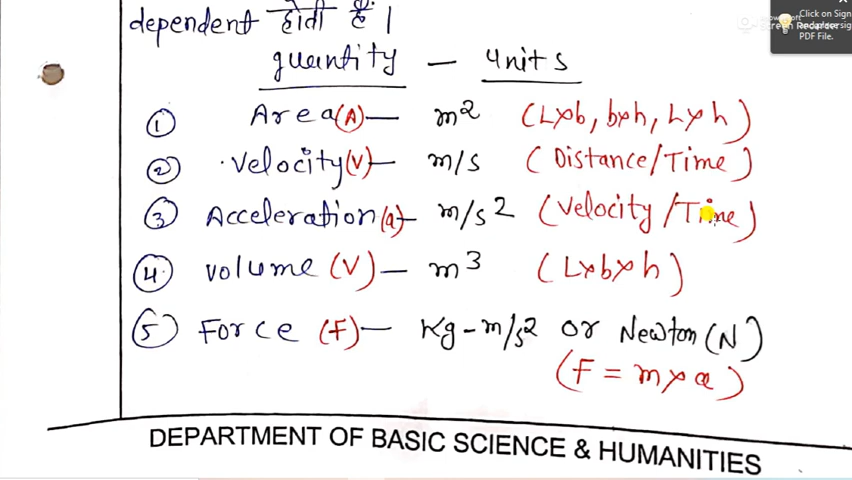 dependent होती है।
quantity — Units
① Area (A) — m² (L×b, b×h, L×h)
② Velocity (V) — m/s (Distance/Time)
③ Acceleration (a) — m/s² (Velocity/Time)
④ volume (V) — m³ (L×b×h)
⑤ Force (F) — Kg-m/s² or Newton (N)
(F = m×a)
DEPARTMENT OF BASIC SCIENCE & HUMANITIES
Click on Sign
PDF File.